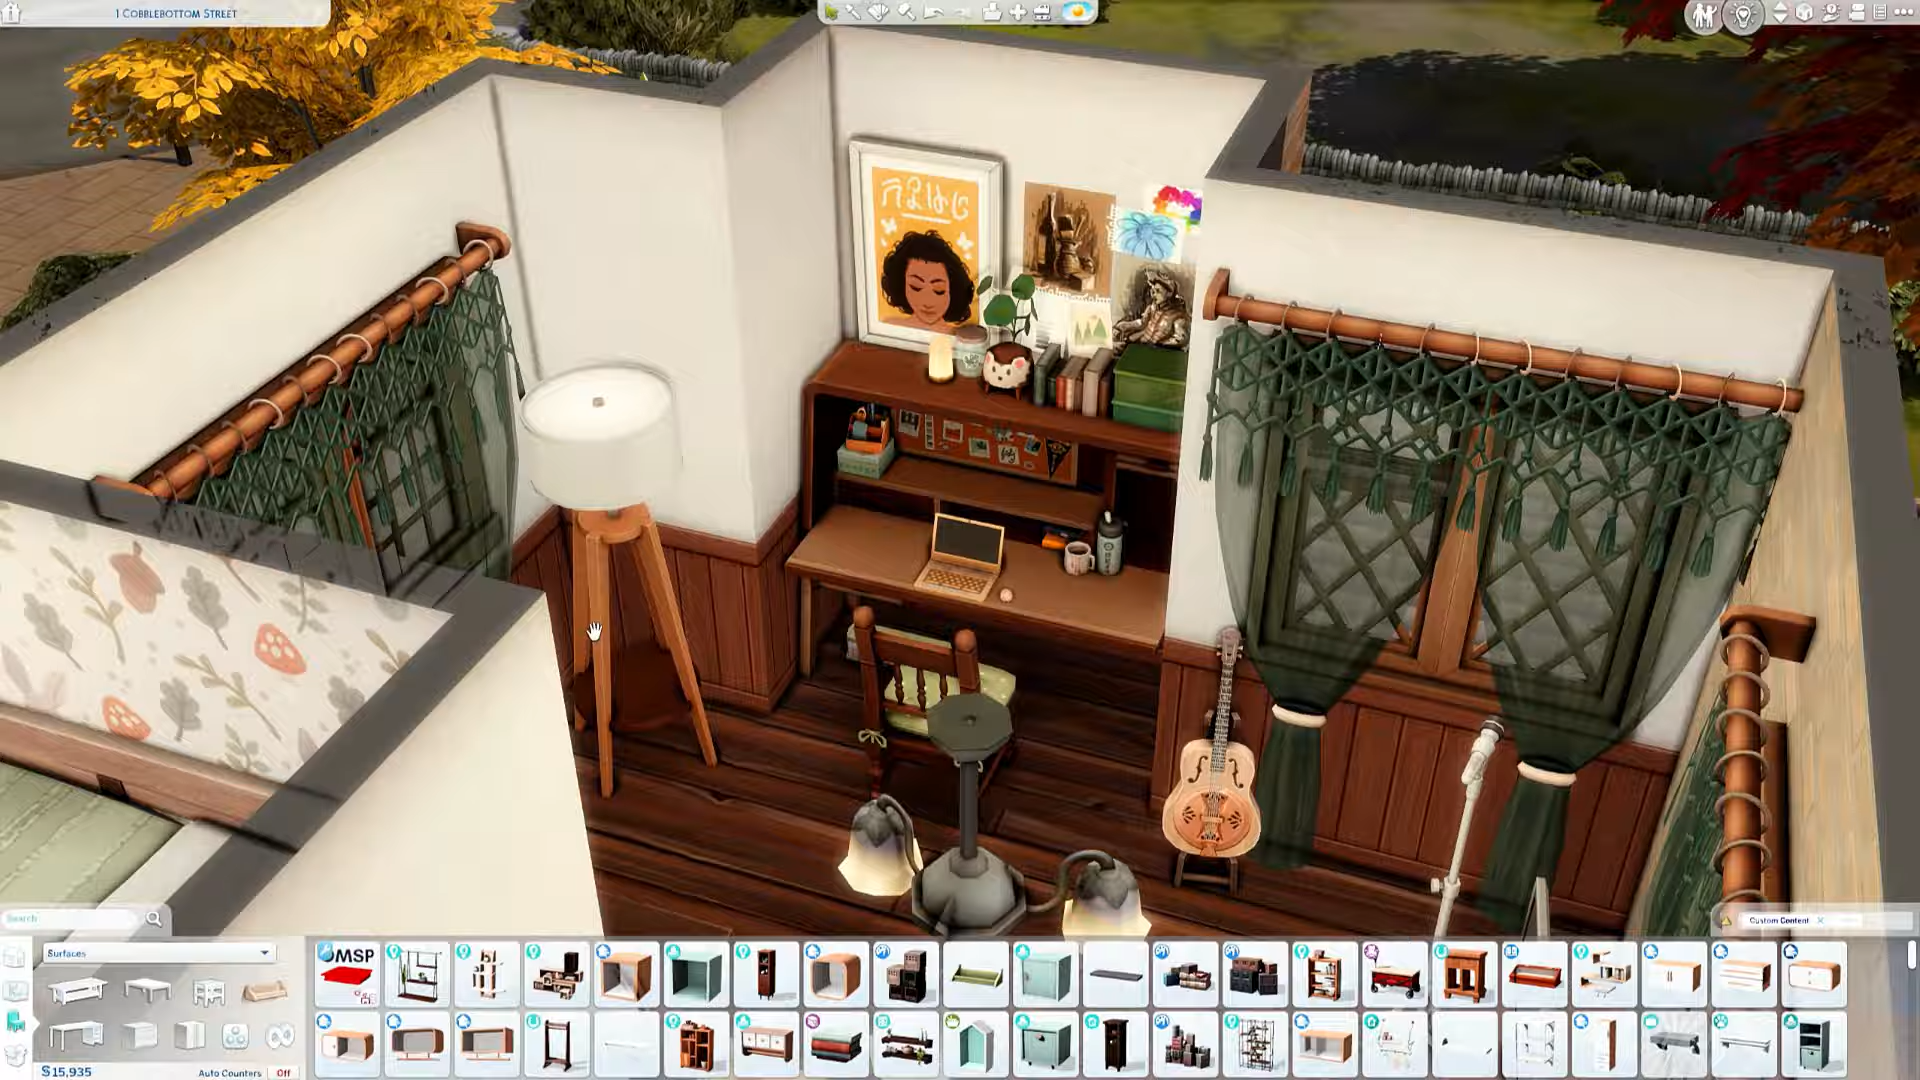 1 COBBLEBOTTOM STREET
Search
Custom Content
Surfaces
MSP
$15,935
Auto Counters
Off